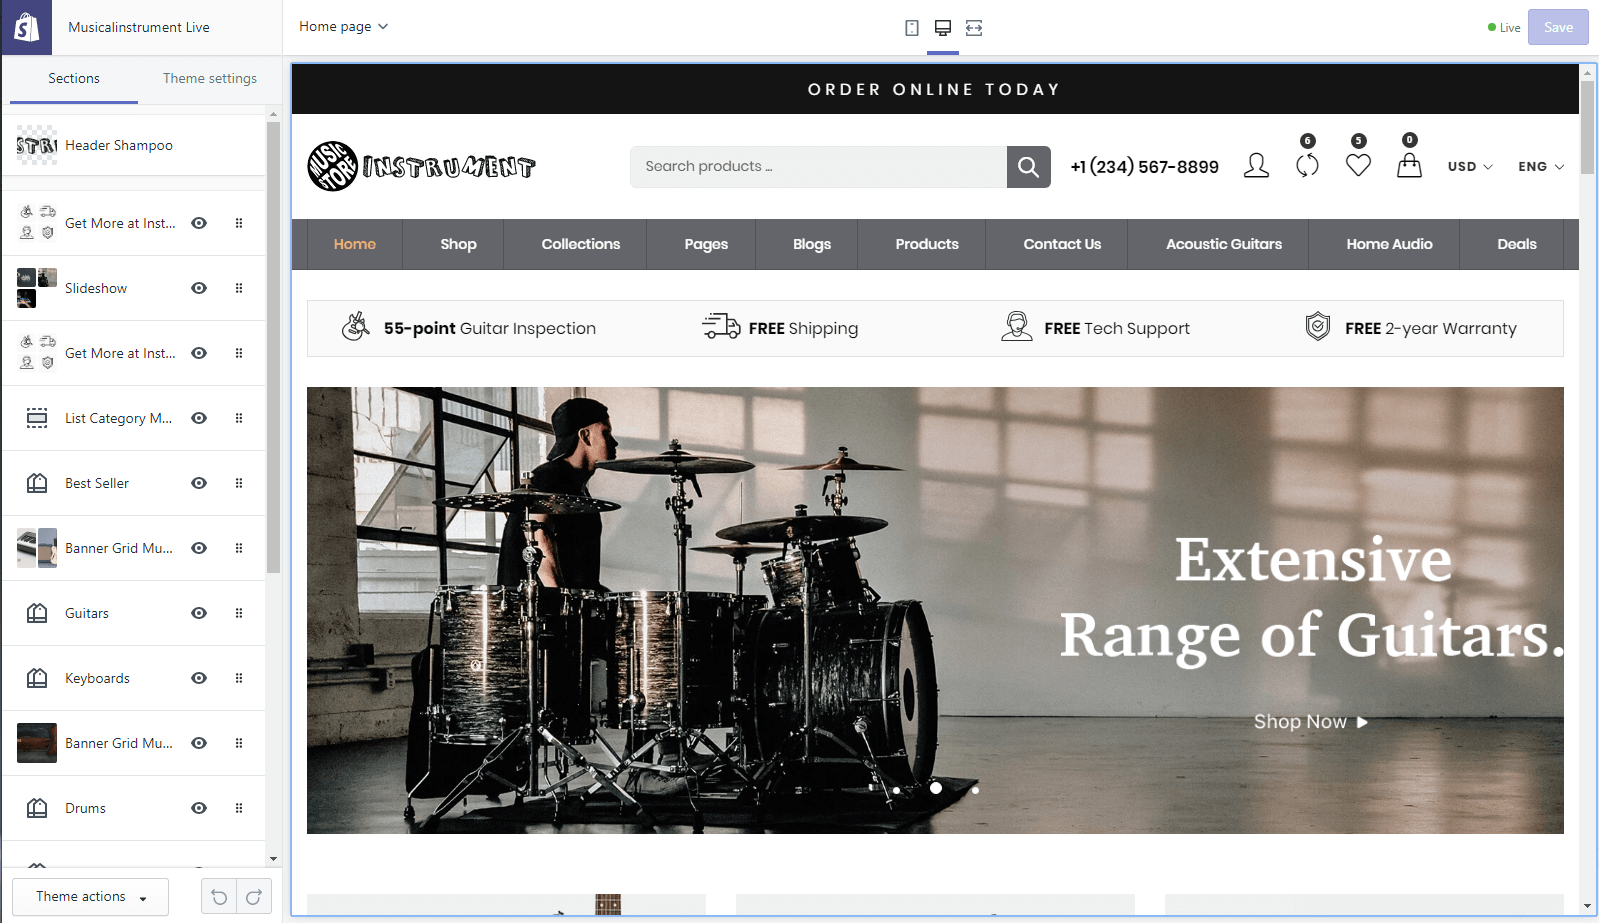 Musicalinstrument Live
Home page
Live
Save
Sections
Theme settings
Header Shampoo
Get More at Inst...
Slideshow
Get More at Inst...
List Category M...
Best Seller
Banner Grid Mu...
Guitars
Keyboards
Banner Grid Mu...
Drums
Theme actions
ORDER ONLINE TODAY
MUSIC STORE
INSTRUMENT
Search products ...
+1 (234) 567-8899
6
5
0
USD
ENG
Home
Shop
Collections
Pages
Blogs
Products
Contact Us
Acoustic Guitars
Home Audio
Deals
55-point Guitar Inspection
FREE Shipping
FREE Tech Support
FREE 2-year Warranty
Extensive
Range of Guitars.
Shop Now